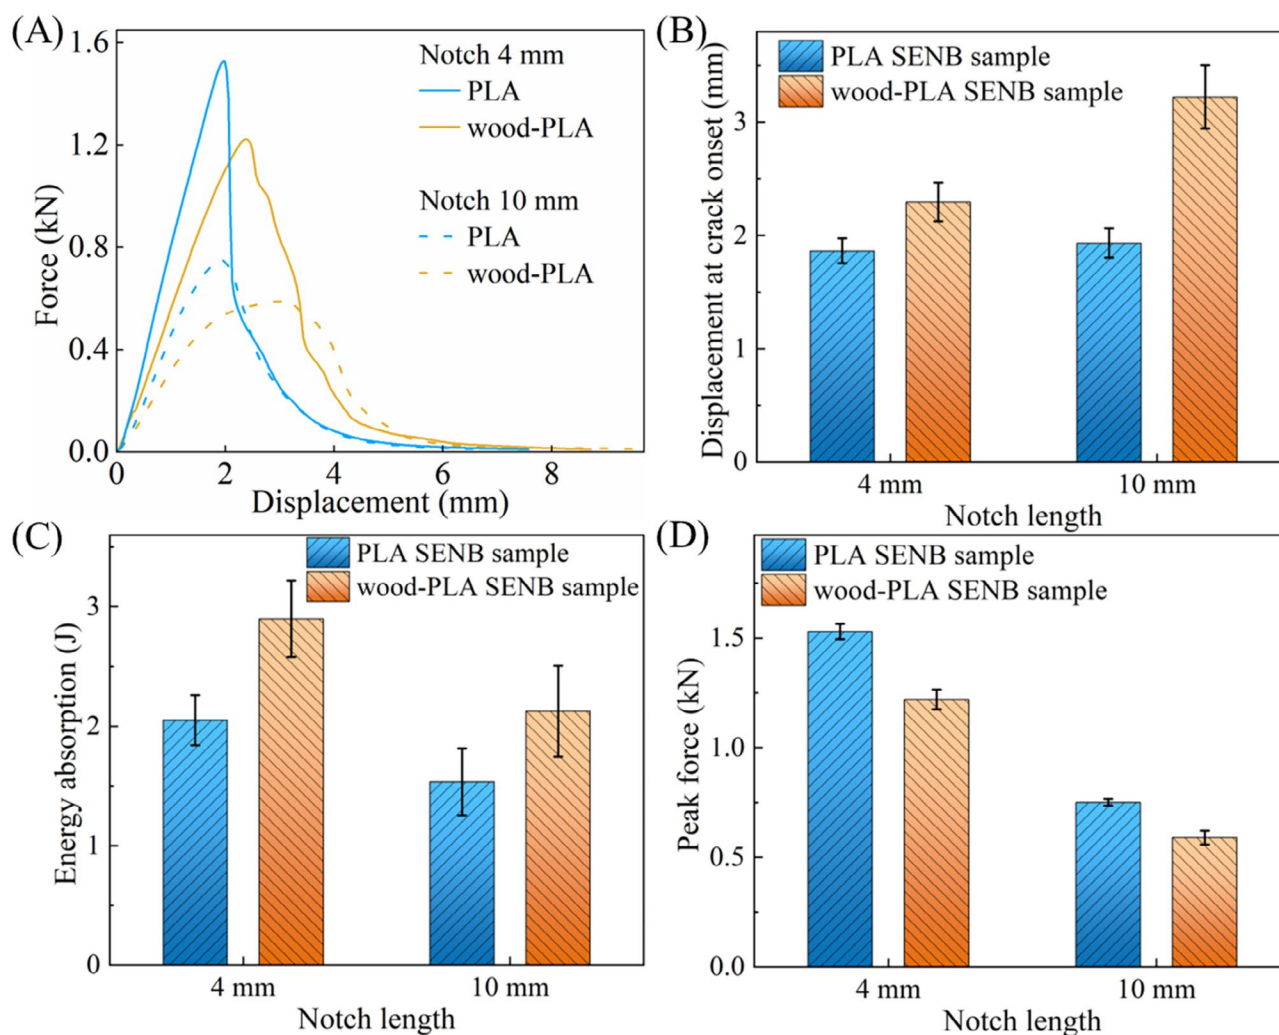 (A)
1.6
1.2
0.8
0.4
0.0
Force (kN)
Notch 4 mm
PLA
wood-PLA
Notch 10 mm
PLA
wood-PLA
0 2 4 6 8
Displacement (mm)
(B)
PLA SENB sample
wood-PLA SENB sample
3
2
1
0
Displacement at crack onset (mm)
4 mm 10 mm
Notch length
(C)
PLA SENB sample
wood-PLA SENB sample
3
2
1
0
Energy absorption (J)
4 mm 10 mm
Notch length
(D)
PLA SENB sample
wood-PLA SENB sample
1.5
1.0
0.5
0.0
Peak force (kN)
4 mm 10 mm
Notch length